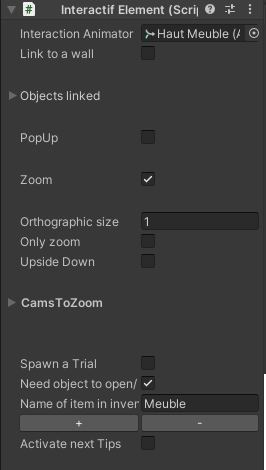 Interactif Element (Scrip
Interaction Animator Haut Meuble (A
Link to a wall
Objects linked
PopUp
Zoom
Orthographic size 1
Only zoom
Upside Down
CamsToZoom
Spawn a Trial
Need object to open/
Name of item in inver Meuble
+ -
Activate next Tips